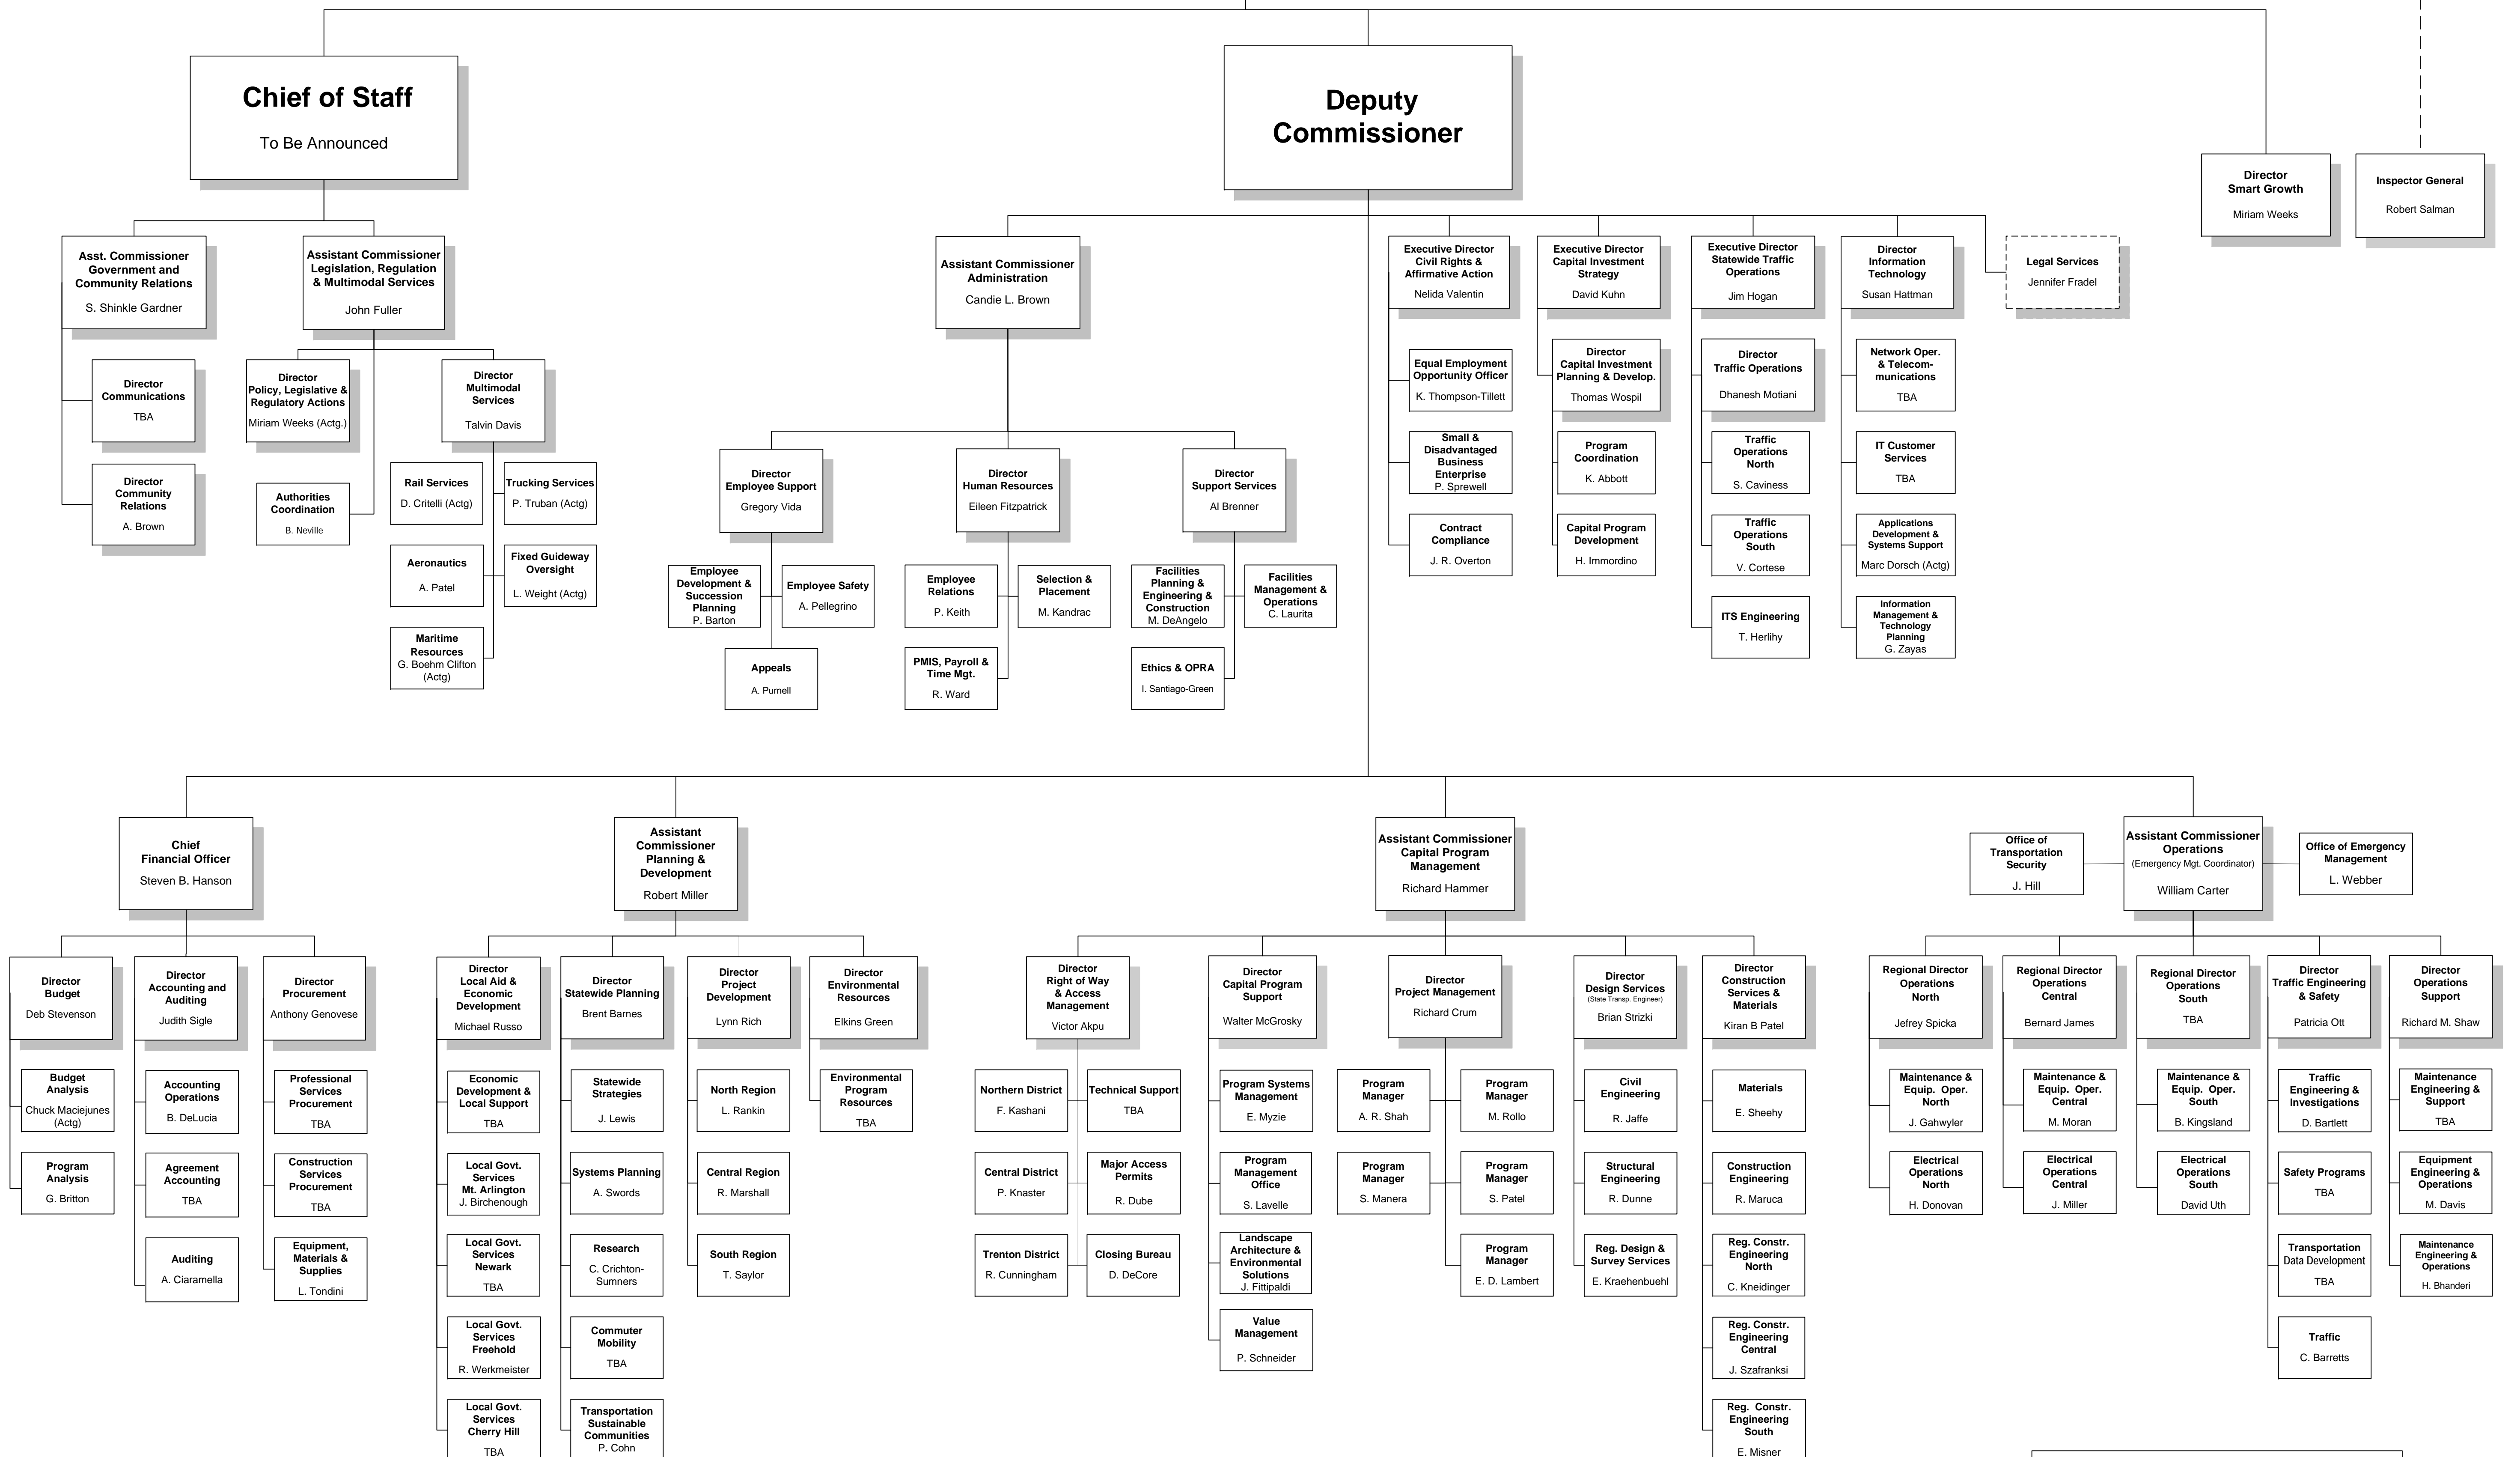 Chief of Staff
To Be Announced
Deputy
Commissioner
Director
Smart Growth
Miriam Weeks
Inspector General
Robert Salman
Asst. Commissioner
Government and
Community Relations
S. Shinkle Gardner
Assistant Commissioner
Legislation, Regulation
& Multimodal Services
John Fuller
Assistant Commissioner
Administration
Candie L. Brown
Executive Director
Civil Rights &
Affirmative Action
Nelida Valentin
Executive Director
Capital Investment
Strategy
David Kuhn
Executive Director
Statewide Traffic
Operations
Jim Hogan
Director
Information
Technology
Susan Hattman
Legal Services
Jennifer Fradel
Director
Communications
TBA
Director
Community
Relations
A. Brown
Director
Policy, Legislative &
Regulatory Actions
Miriam Weeks (Actg.)
Authorities
Coordination
B. Neville
Director
Multimodal
Services
Talvin Davis
Rail Services
D. Critelli (Actg)
Trucking Services
P. Truban (Actg)
Aeronautics
A. Patel
Fixed Guideway
Oversight
L. Weight (Actg)
Maritime
Resources
G. Boehm Clifton
(Actg)
Director
Employee Support
Gregory Vida
Employee
Development &
Succession
Planning
P. Barton
Employee Safety
A. Pellegrino
Appeals
A. Purnell
Director
Human Resources
Eileen Fitzpatrick
Employee
Relations
P. Keith
Selection &
Placement
M. Kandrac
PMIS, Payroll &
Time Mgt.
R. Ward
Director
Support Services
Al Brenner
Facilities
Planning &
Engineering &
Construction
M. DeAngelo
Facilities
Management &
Operations
C. Laurita
Ethics & OPRA
I. Santiago-Green
Equal Employment
Opportunity Officer
K. Thompson-Tillett
Small &
Disadvantaged
Business
Enterprise
P. Sprewell
Contract
Compliance
J. R. Overton
Director
Capital Investment
Planning & Develop.
Thomas Wospil
Program
Coordination
K. Abbott
Capital Program
Development
H. Immordino
Director
Traffic Operations
Dhanesh Motiani
Traffic
Operations
North
S. Caviness
Traffic
Operations
South
V. Cortese
ITS Engineering
T. Herlihy
Network Oper.
& Telecom-
munications
TBA
IT Customer
Services
TBA
Applications
Development &
Systems Support
Marc Dorsch (Actg)
Information
Management &
Technology
Planning
G. Zayas
Chief
Financial Officer
Steven B. Hanson
Assistant
Commissioner
Planning &
Development
Robert Miller
Assistant Commissioner
Capital Program
Management
Richard Hammer
Office of
Transportation
Security
J. Hill
Assistant Commissioner
Operations
(Emergency Mgt. Coordinator)
William Carter
Office of Emergency
Management
L. Webber
Director
Budget
Deb Stevenson
Budget
Analysis
Chuck Maciejunes
(Actg)
Program
Analysis
G. Britton
Director
Accounting and
Auditing
Judith Sigle
Accounting
Operations
B. DeLucia
Agreement
Accounting
TBA
Auditing
A. Ciaramella
Director
Procurement
Anthony Genovese
Professional
Services
Procurement
TBA
Construction
Services
Procurement
TBA
Equipment,
Materials &
Supplies
L. Tondini
Director
Local Aid &
Economic
Development
Michael Russo
Economic
Development &
Local Support
TBA
Local Govt.
Services
Mt. Arlington
J. Birchenough
Local Govt.
Services
Newark
TBA
Local Govt.
Services
Freehold
R. Werkmeister
Local Govt.
Services
Cherry Hill
TBA
Director
Statewide Planning
Brent Barnes
Statewide
Strategies
J. Lewis
Systems Planning
A. Swords
Research
C. Crichton-
Sumners
Commuter
Mobility
TBA
Transportation
Sustainable
Communities
P. Cohn
Director
Project
Development
Lynn Rich
North Region
L. Rankin
Central Region
R. Marshall
South Region
T. Saylor
Director
Environmental
Resources
Elkins Green
Environmental
Program
Resources
TBA
Director
Right of Way
& Access
Management
Victor Akpu
Northern District
F. Kashani
Technical Support
TBA
Central District
P. Knaster
Major Access
Permits
R. Dube
Trenton District
R. Cunningham
Closing Bureau
D. DeCore
Director
Capital Program
Support
Walter McGrosky
Program Systems
Management
E. Myzie
Program
Management
Office
S. Lavelle
Landscape
Architecture &
Environmental
Solutions
J. Fittipaldi
Value
Management
P. Schneider
Director
Project Management
Richard Crum
Program
Manager
A. R. Shah
Program
Manager
M. Rollo
Program
Manager
S. Manera
Program
Manager
S. Patel
Program
Manager
E. D. Lambert
Director
Design Services
(State Transp. Engineer)
Brian Strizki
Civil
Engineering
R. Jaffe
Structural
Engineering
R. Dunne
Reg. Design &
Survey Services
E. Kraehenbuehl
Director
Construction
Services &
Materials
Kiran B Patel
Materials
E. Sheehy
Construction
Engineering
R. Maruca
Reg. Constr.
Engineering
North
C. Kneidinger
Reg. Constr.
Engineering
Central
J. Szafranksi
Reg. Constr.
Engineering
South
E. Misner
Regional Director
Operations
North
Jefrey Spicka
Maintenance &
Equip. Oper.
North
J. Gahwyler
Electrical
Operations
North
H. Donovan
Regional Director
Operations
Central
Bernard James
Maintenance &
Equip. Oper.
Central
M. Moran
Electrical
Operations
Central
J. Miller
Regional Director
Operations
South
TBA
Maintenance &
Equip. Oper.
South
B. Kingsland
Electrical
Operations
South
David Uth
Director
Traffic Engineering
& Safety
Patricia Ott
Traffic
Engineering &
Investigations
D. Bartlett
Safety Programs
TBA
Transportation
Data Development
TBA
Traffic
C. Barretts
Director
Operations
Support
Richard M. Shaw
Maintenance
Engineering &
Support
TBA
Equipment
Engineering &
Operations
M. Davis
Maintenance
Engineering &
Operations
H. Bhanderi